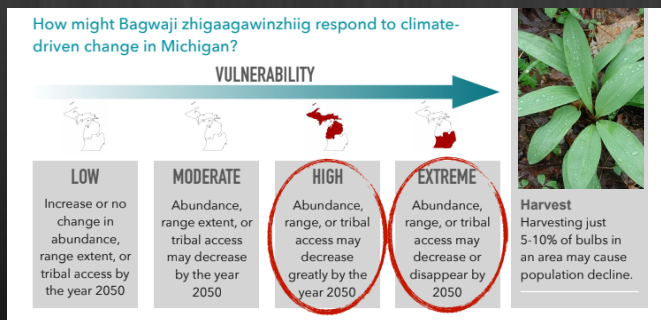 How might Bagwaji zhigaagawinzhiig respond to climate-
driven change in Michigan?
VULNERABILITY
LOW
Increase or no
change in
abundance,
range extent, or
tribal access by
the year 2050
MODERATE
Abundance,
range extent, or
tribal access
may decrease
by the year
2050
HIGH
Abundance,
range, or tribal
access may
decrease
greatly by the
year 2050
EXTREME
Abundance,
range, or tribal
access may
decrease or
disappear by
2050
Harvest
Harvesting just
5-10% of bulbs in
an area may cause
population decline.